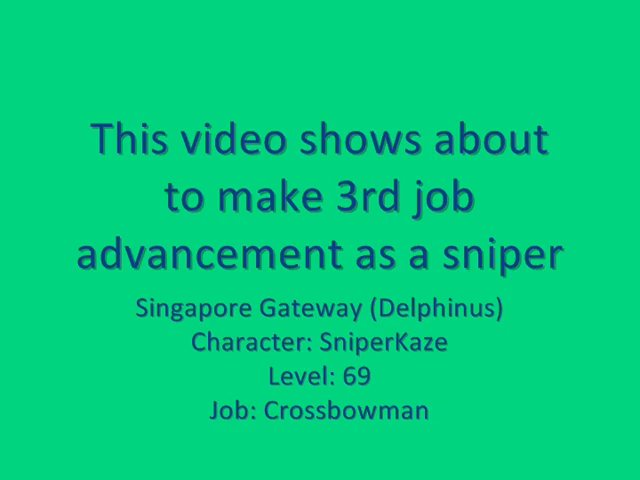 This video shows about
to make 3rd job
advancement as a sniper
Singapore Gateway (Delphinus)
Character: SniperKaze
Level: 69
Job: Crossbowman